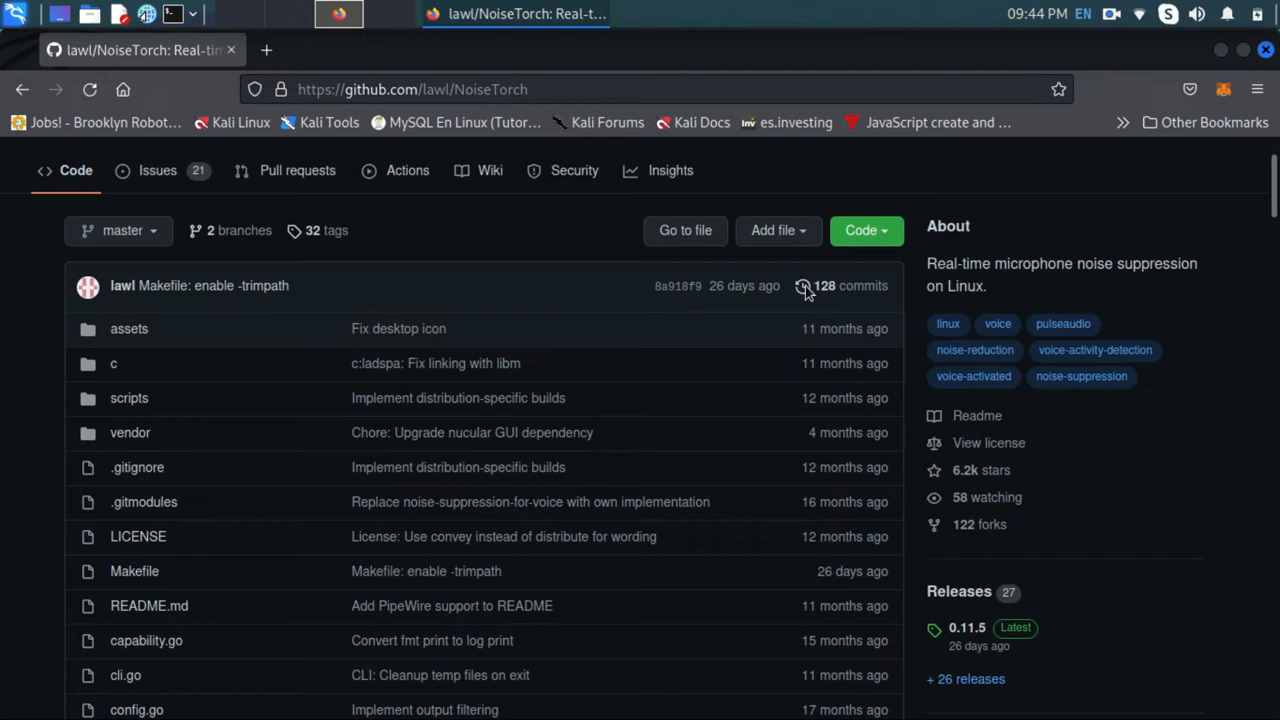 lawl/NoiseTorch: Real-t...
09:44 EN
lawl/NoiseTorch: Real-tim
https://github.com/lawl/NoiseTorch
Jobs! - Brooklyn Robot... Kali Linux Kali Tools MySQL En Linux (Tutor... Kali Forums Kali Docs es.investing JavaScript create and ... Other Bookmarks
Code Issues 21 Pull requests Actions Wiki Security Insights
master 2 branches 32 tags Go to file Add file Code
lawl Makefile: enable -trimpath 8a918f9 26 days ago 128 commits
assets Fix desktop icon 11 months ago
c c:ladspa: Fix linking with libm 11 months ago
scripts Implement distribution-specific builds 12 months ago
vendor Chore: Upgrade nucular GUI dependency 4 months ago
.gitignore Implement distribution-specific builds 12 months ago
.gitmodules Replace noise-suppression-for-voice with own implementation 16 months ago
LICENSE License: Use convey instead of distribute for wording 12 months ago
Makefile Makefile: enable -trimpath 26 days ago
README.md Add PipeWire support to README 11 months ago
capability.go Convert fmt print to log print 15 months ago
cli.go CLI: Cleanup temp files on exit 11 months ago
config.go Implement output filtering 17 months ago
About
Real-time microphone noise suppression
on Linux.
linux voice pulseaudio
noise-reduction voice-activity-detection
voice-activated noise-suppression
Readme
View license
6.2k stars
58 watching
122 forks
Releases 27
0.11.5 Latest
26 days ago
+ 26 releases